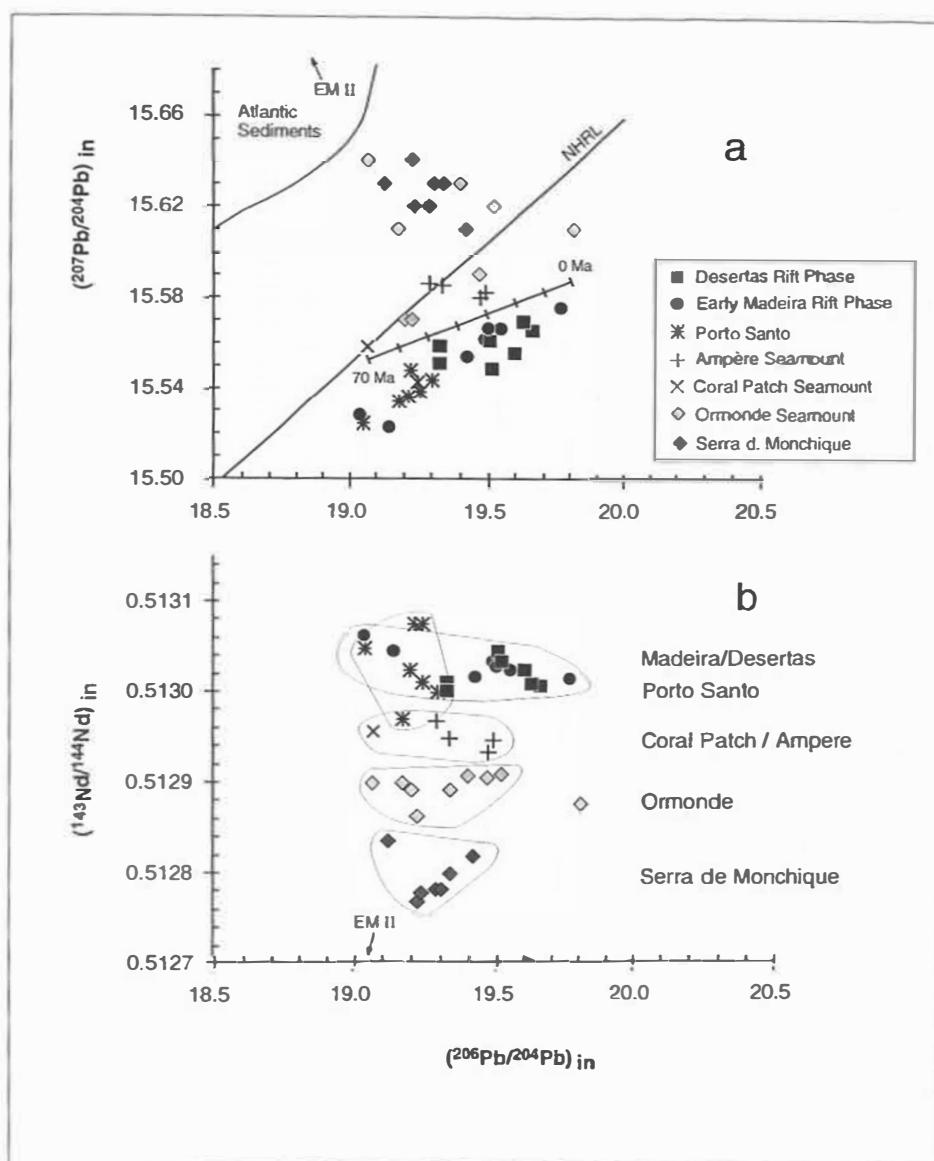 EM II
Atlantic
Sediments
NHRL
a
15.66
15.62
15.58
15.54
15.50
(207Pb/204Pb) in
0 Ma
70 Ma
18.5 19.0 19.5 20.0 20.5
Desertas Rift Phase
Early Madeira Rift Phase
Porto Santo
Ampère Seamount
Coral Patch Seamount
Ormonde Seamount
Serra d. Monchique
b
0.5131
0.5130
0.5129
0.5128
0.5127
(143Nd/144Nd) in
Madeira/Desertas
Porto Santo
Coral Patch / Ampere
Ormonde
Serra de Monchique
EM II
18.5 19.0 19.5 20.0 20.5
(206Pb/204Pb) in